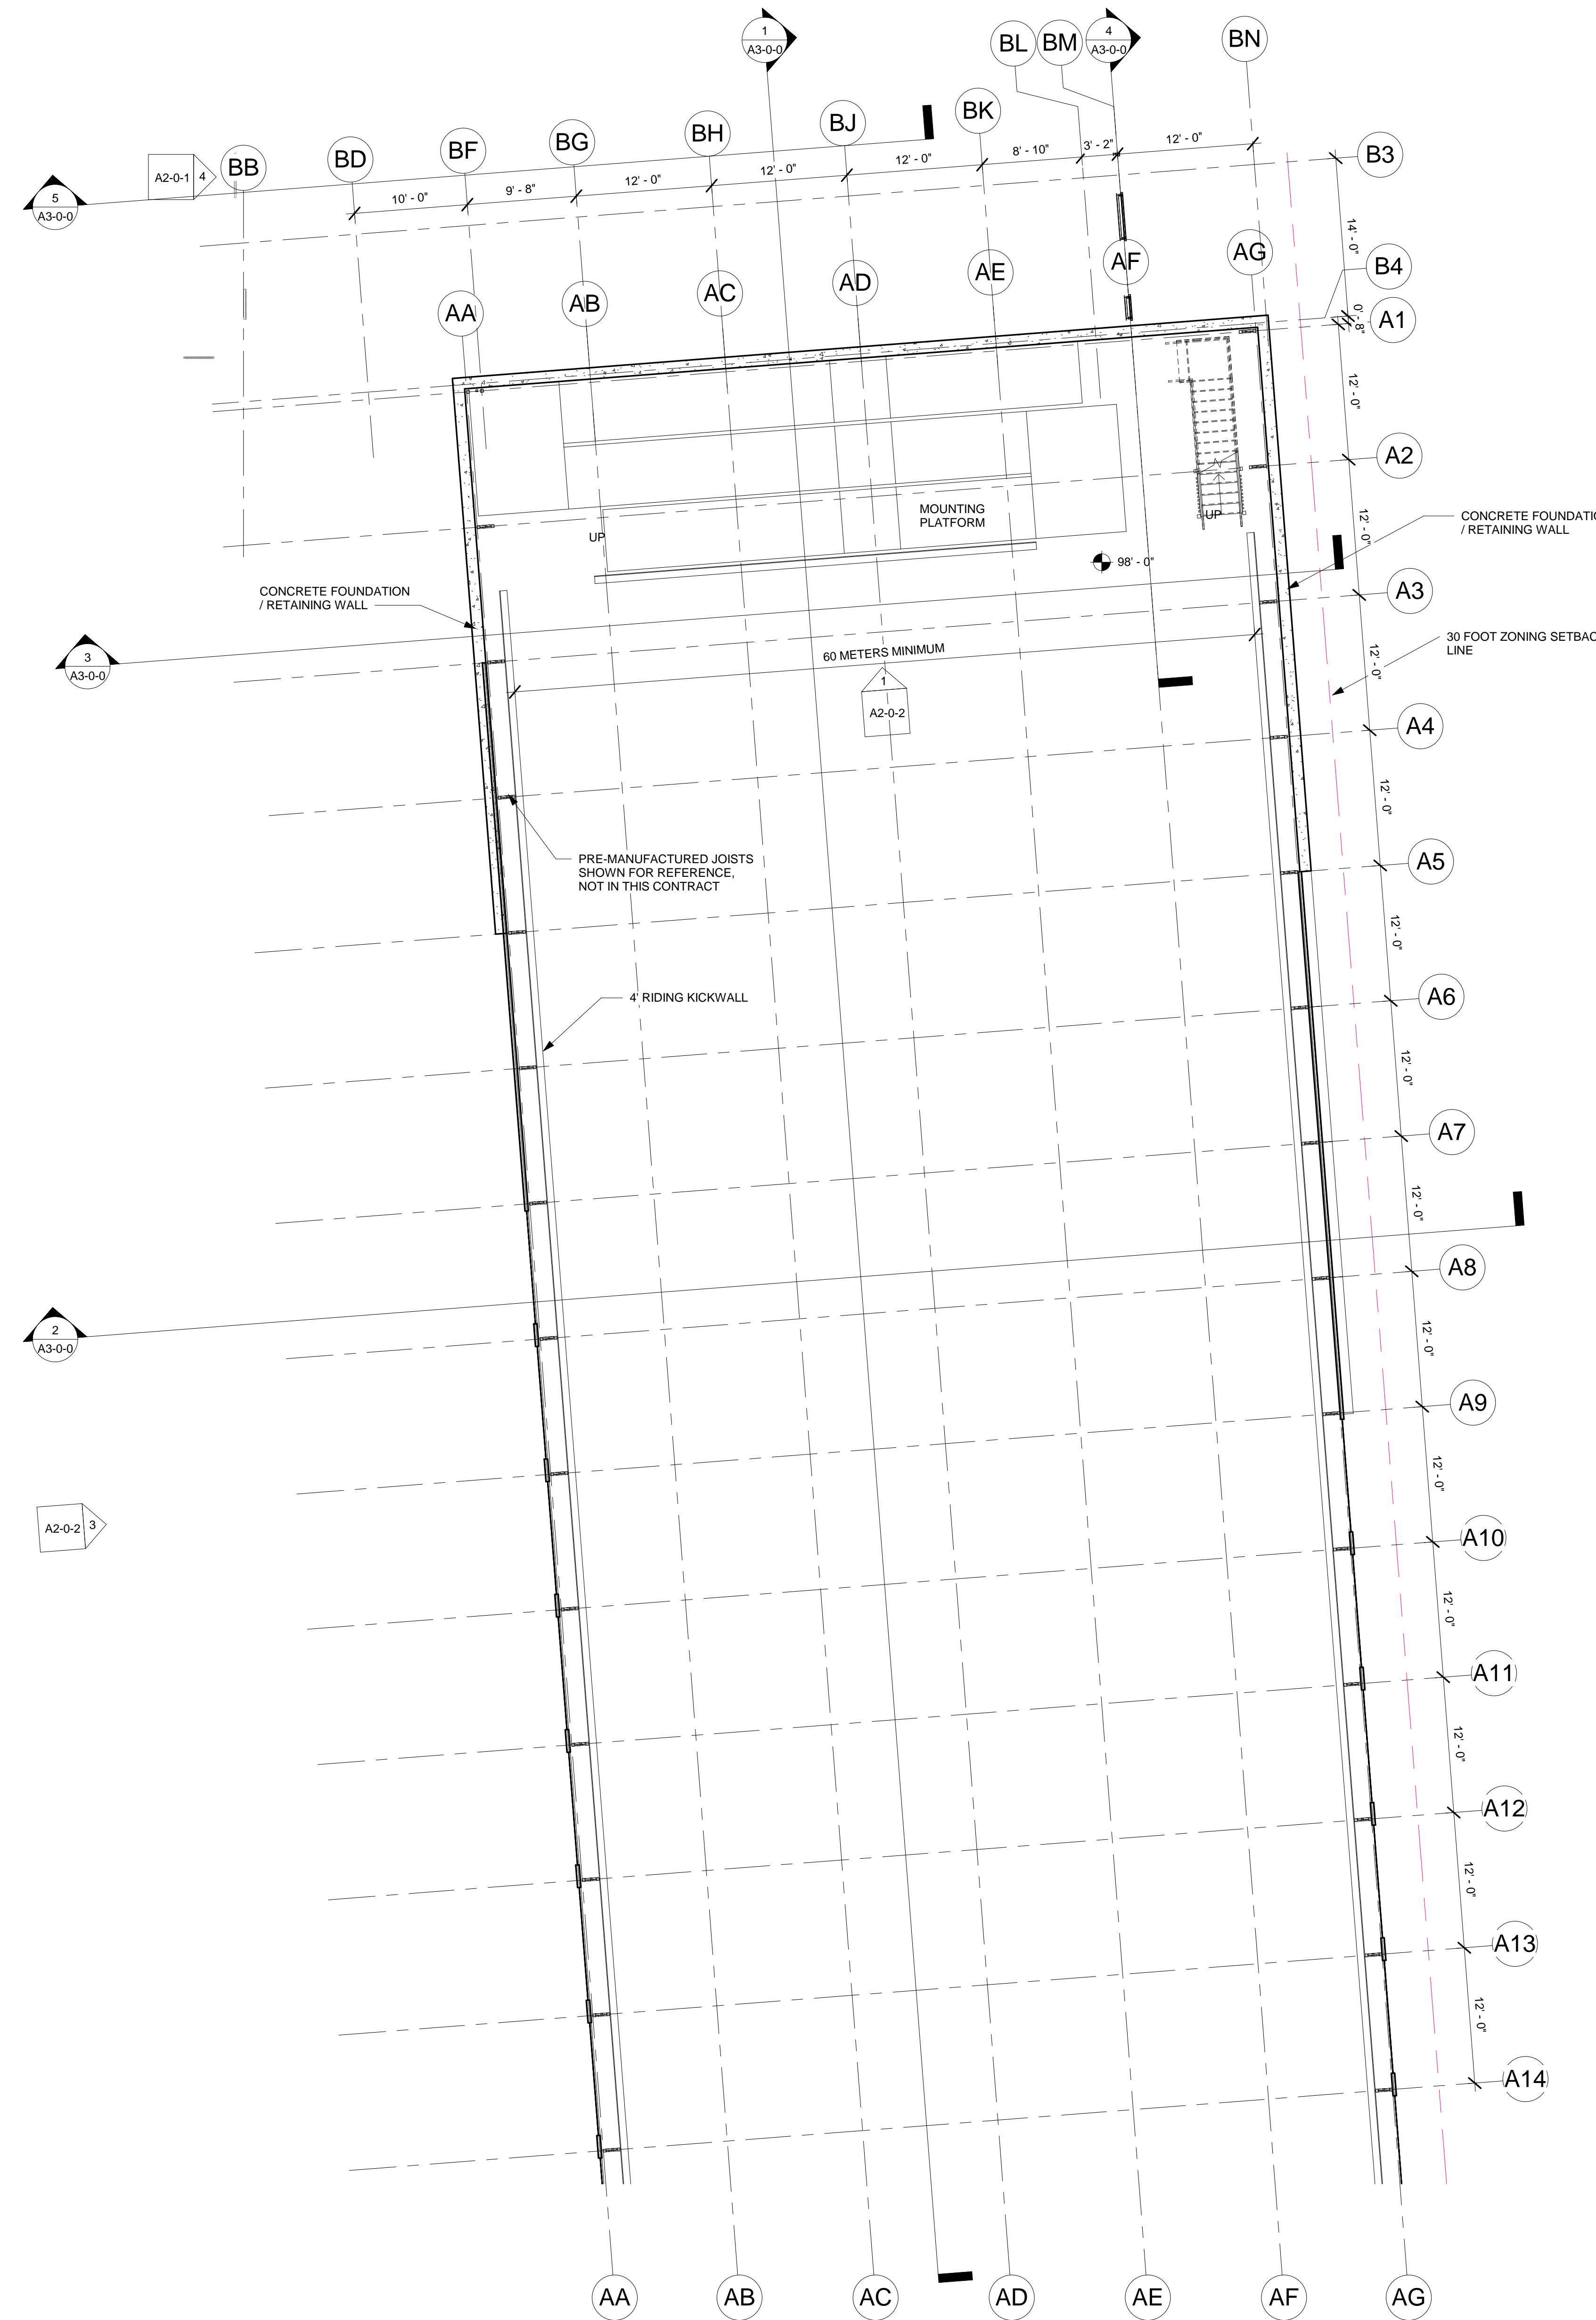 1
A3-0-0
4
A3-0-0
BL
BM
BN
BK
BJ
BH
BG
BF
BD
BB
B3
A2-0-1
4
5
A3-0-0
10' - 0"
9' - 8"
12' - 0"
12' - 0"
12' - 0"
8' - 10"
3' - 2"
12' - 0"
14' - 0"
B4
0' - 8"
A1
AA
AB
AC
AD
AE
AF
AG
12' - 0"
A2
MOUNTING
PLATFORM
UP
UP
98' - 0"
12' - 0"
CONCRETE FOUNDATIO
/ RETAINING WALL
CONCRETE FOUNDATION
/ RETAINING WALL
A3
3
A3-0-0
60 METERS MINIMUM
30 FOOT ZONING SETBAC
LINE
12' - 0"
1
A2-0-2
A4
12' - 0"
PRE-MANUFACTURED JOISTS
SHOWN FOR REFERENCE,
NOT IN THIS CONTRACT
A5
12' - 0"
4' RIDING KICKWALL
A6
12' - 0"
A7
12' - 0"
A8
2
A3-0-0
12' - 0"
A9
12' - 0"
A2-0-2
3
A10
12' - 0"
A11
12' - 0"
A12
12' - 0"
A13
12' - 0"
A14
AA
AB
AC
AD
AE
AF
AG